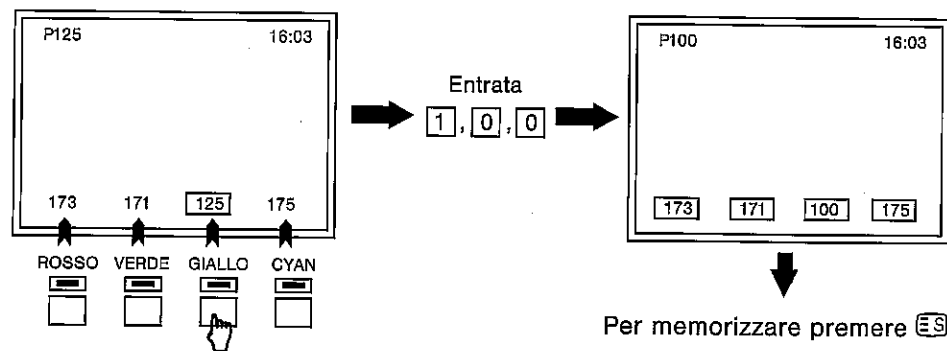 P125 16:03
173 171 125 175
ROSSO VERDE GIALLO CYAN
Entrata
1, 0, 0
P100 16:03
173 171 100 175
Per memorizzare premere ES